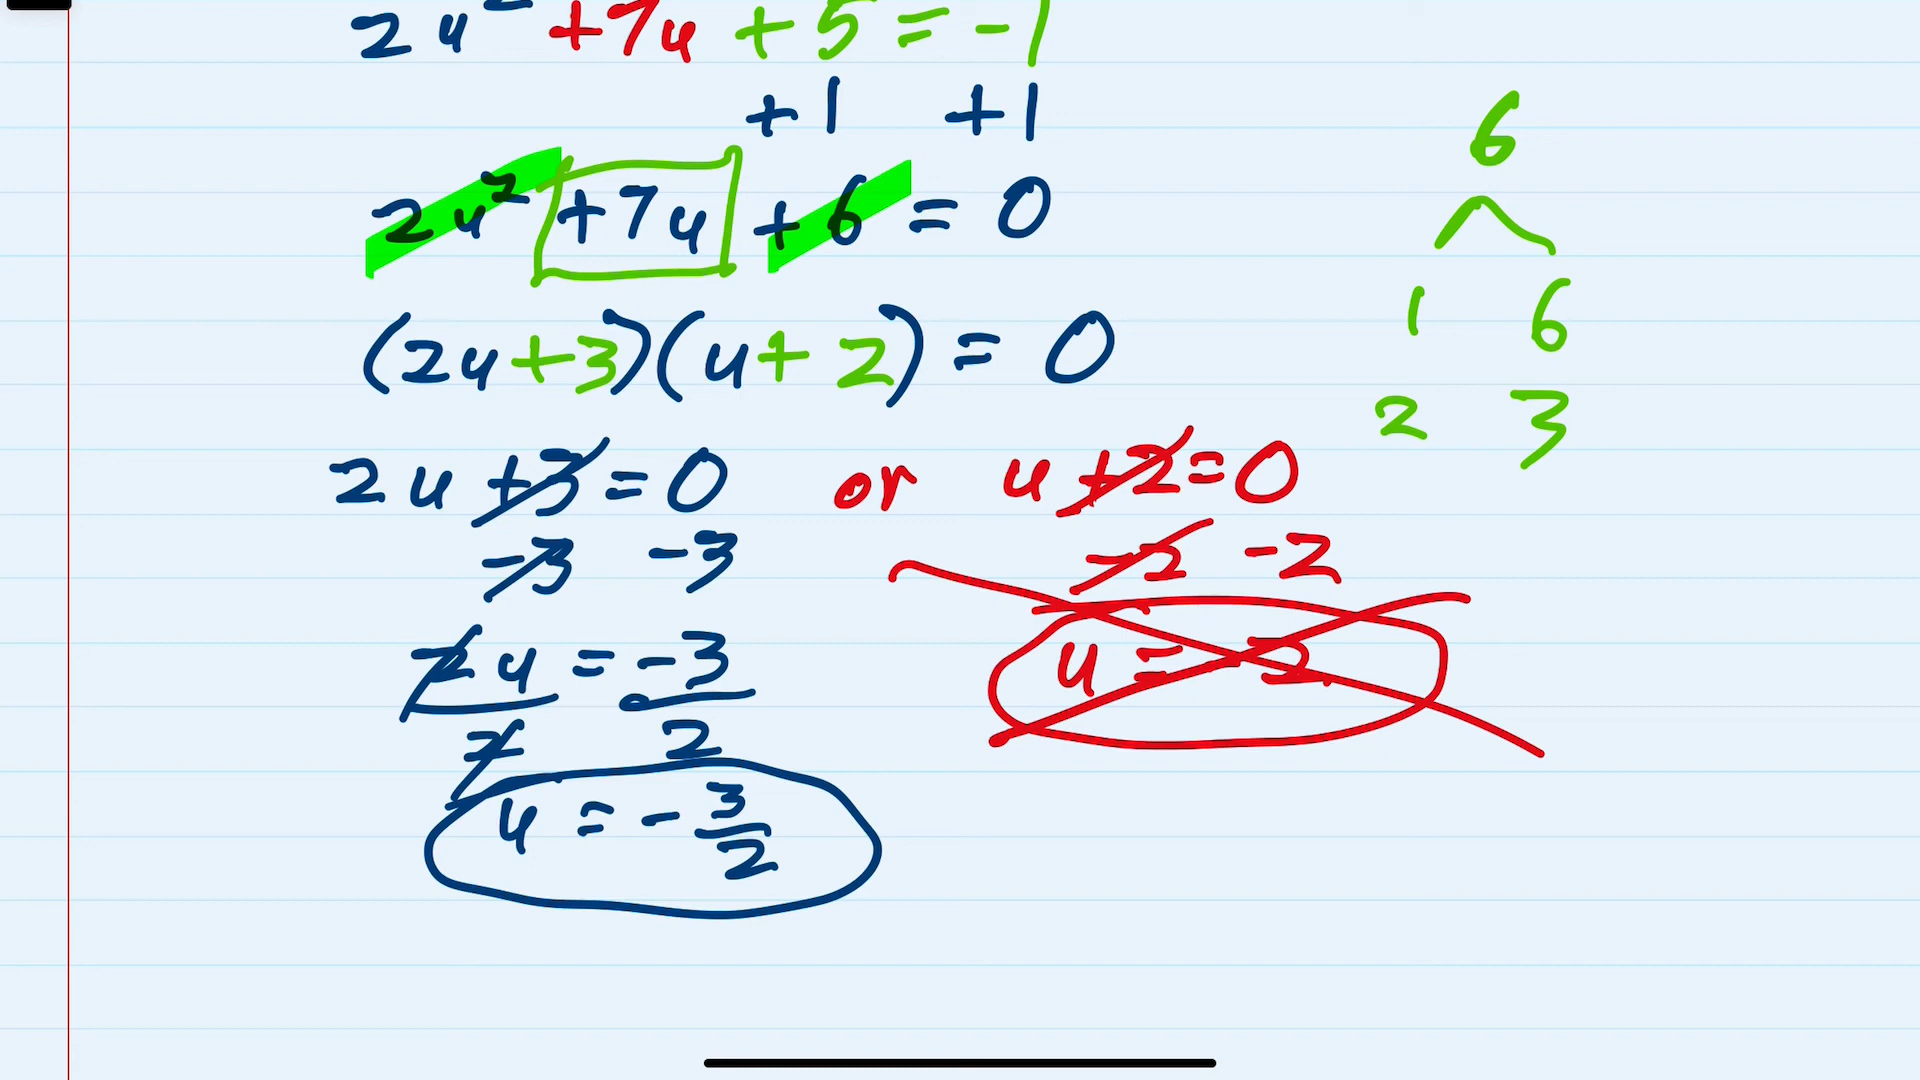 2u² +7u +5 = -1
+1 +1
2u² +7u +6 = 0
(2u+3)(u+2) = 0
2u +3 = 0 or u +2 = 0
-3 -3
-2 -2
2u = -3
2 2
u = -3/2
u = -2
6
1 6
2 3